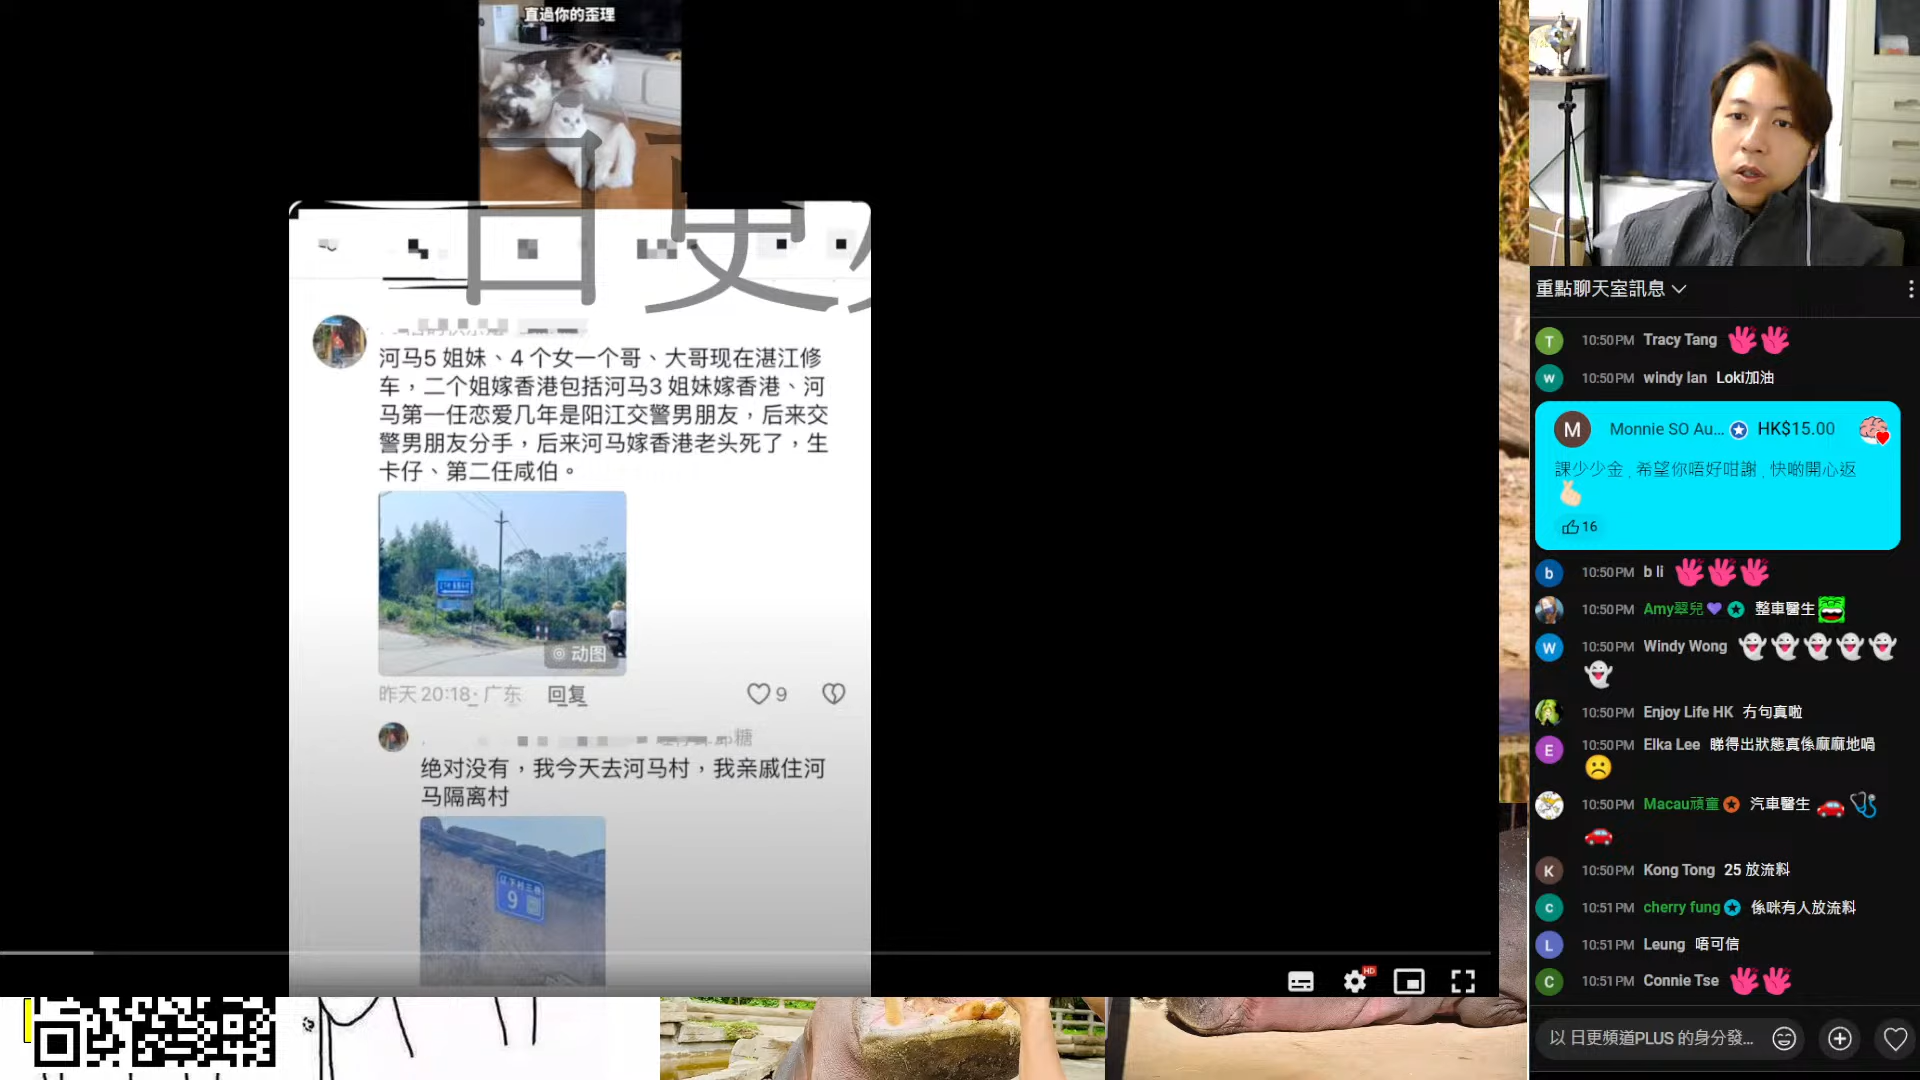 直過你的歪理
日更
河马5 姐妹、4 个女一个哥、大哥现在湛江修
车，二个姐嫁香港包括河马3 姐妹嫁香港、河
马第一任恋爱几年是阳江交警男朋友，后来交
警男朋友分手，后来河马嫁香港老头死了，生
卡仔、第二任咸伯。
动图
昨天 20:18 · 广东 回复 9
糖
绝对没有，我今天去河马村，我亲戚住河
马隔离村
9
HD
重點聊天室訊息
T 10:50 PM Tracy Tang
w 10:50 PM windy lan Loki加油
M Monnie SO Au... HK$15.00
課少少金 , 希望你唔好咁謝 , 快啲開心返
16
b 10:50 PM b li
10:50 PM Amy翠兒 整車醫生
W 10:50 PM Windy Wong
10:50 PM Enjoy Life HK 冇句真啦
E 10:50 PM Elka Lee 睇得出狀態真係麻麻地喎
10:50 PM Macau頑童 汽車醫生
K 10:50 PM Kong Tong 25 放流料
c 10:51 PM cherry fung 係咪有人放流料
L 10:51 PM Leung 唔可信
C 10:51 PM Connie Tse
以 日更頻道PLUS 的身分發...